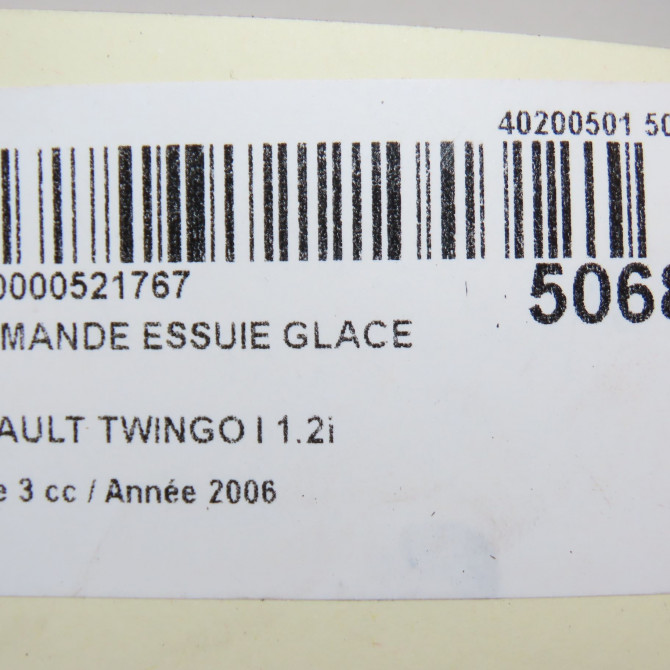 40200501 50
0000521767
5068
MANDE ESSUIE GLACE
AULT TWINGO I 1.2i
e 3 cc / Année 2006